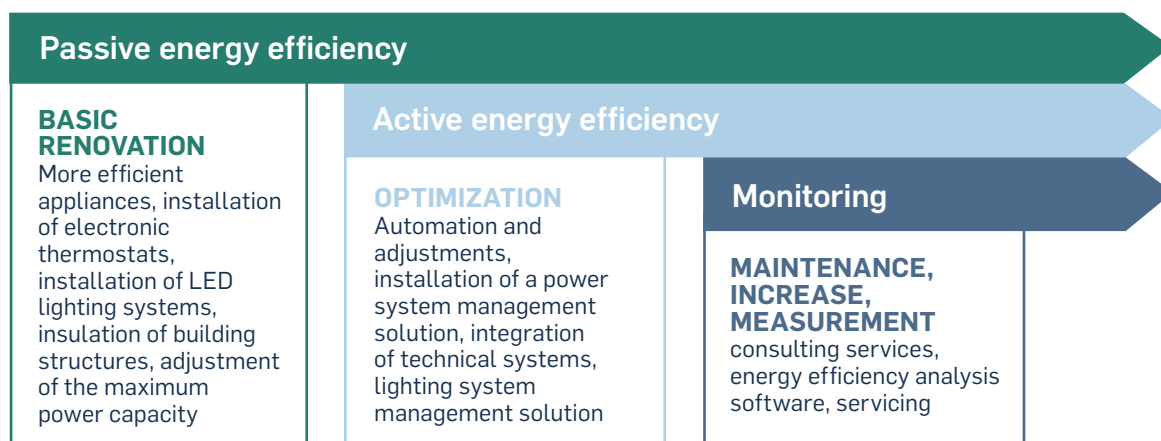 Passive energy efficiency
BASIC
RENOVATION
More efficient
appliances, installation
of electronic
thermostats,
installation of LED
lighting systems,
insulation of building
structures, adjustment
of the maximum
power capacity
Active energy efficiency
OPTIMIZATION
Automation and
adjustments,
installation of a power
system management
solution, integration
of technical systems,
lighting system
management solution
Monitoring
MAINTENANCE,
INCREASE,
MEASUREMENT
consulting services,
energy efficiency analysis
software, servicing